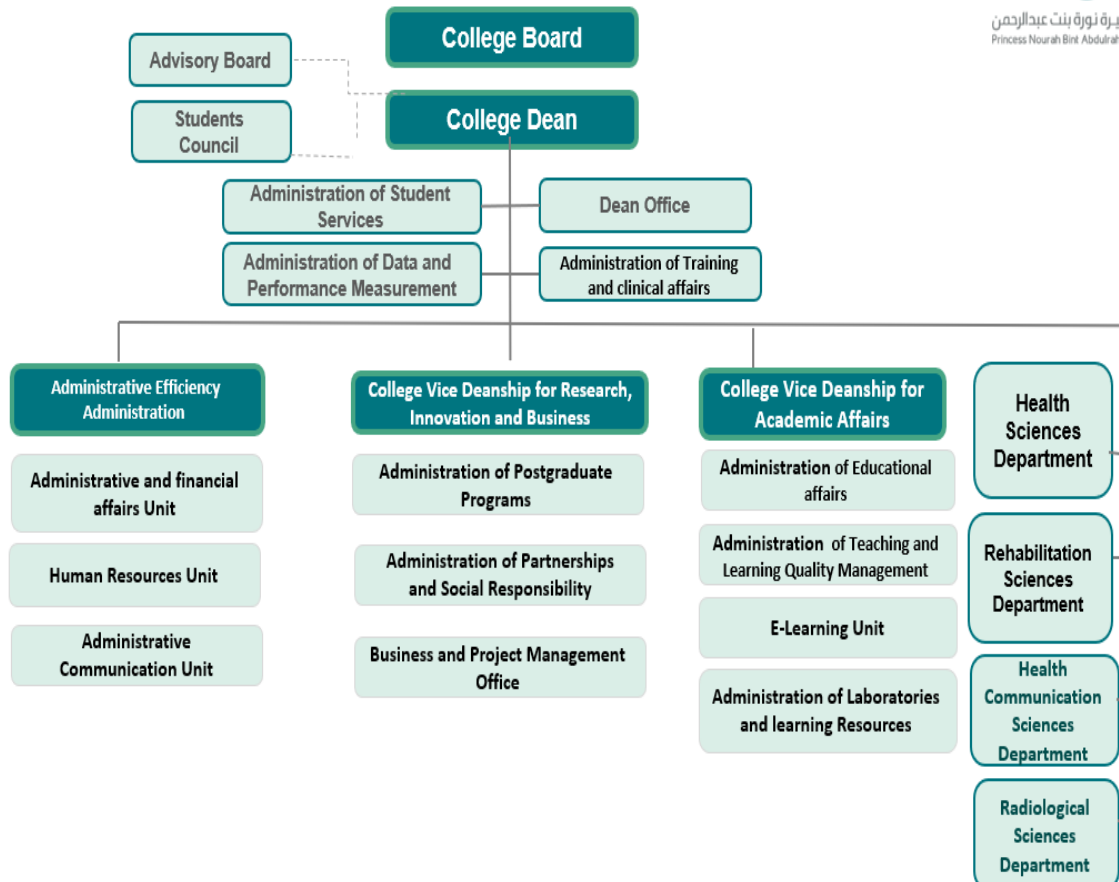 يرة نورة بنت عبدالرحمن
Princess Nourah Bint Abdulrah
College Board
Advisory Board
College Dean
Students
Council
Administration of Student
Services
Dean Office
Administration of Data and
Performance Measurement
Administration of Training
and clinical affairs
Administrative Efficiency
Administration
Administrative and financial
affairs Unit
Human Resources Unit
Administrative
Communication Unit
College Vice Deanship for Research,
Innovation and Business
Administration of Postgraduate
Programs
Administration of Partnerships
and Social Responsibility
Business and Project Management
Office
College Vice Deanship for
Academic Affairs
Administration of Educational
affairs
Administration of Teaching and
Learning Quality Management
E-Learning Unit
Administration of Laboratories
and learning Resources
Health
Sciences
Department
Rehabilitation
Sciences
Department
Health
Communication
Sciences
Department
Radiological
Sciences
Department